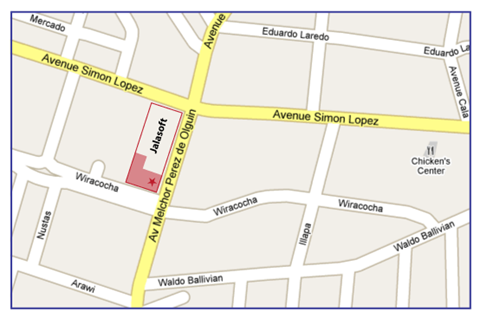 Mercado
Avenue
Eduardo Laredo
Eduardo La
Avenue Simon Lopez
Avenue Cala
Avenue Simon Lopez
Jalasoft
Av Melchor Perez de Olguin
Chicken's
Center
Wiracocha
Wiracocha
Wiracocha
Nustas
Illapa
Waldo Ballivian
Waldo Ballivian
Arawi